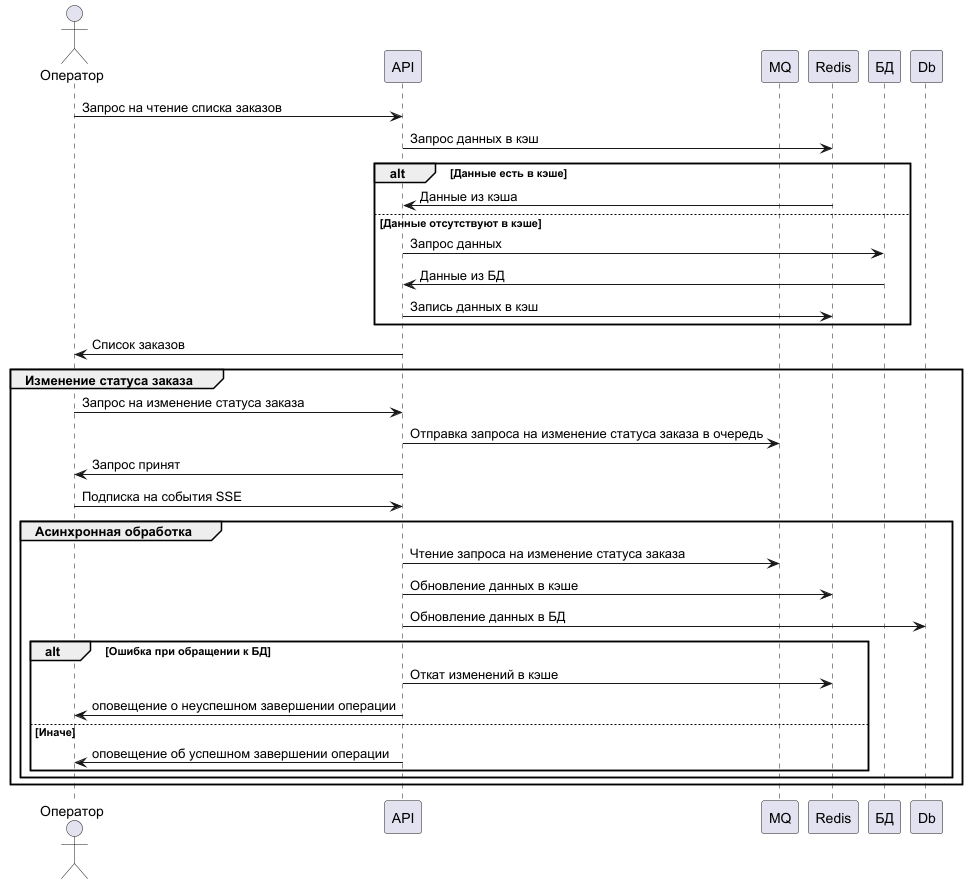 Оператор
API
MQ
Redis
БД
Db
Запрос на чтение списка заказов
Запрос данных в кэш
alt
[Данные есть в кэше]
Данные из кэша
[Данные отсутствуют в кэше]
Запрос данных
Данные из БД
Запись данных в кэш
Список заказов
Изменение статуса заказа
Запрос на изменение статуса заказа
Отправка запроса на изменение статуса заказа в очередь
Запрос принят
Подписка на события SSE
Асинхронная обработка
Чтение запроса на изменение статуса заказа
Обновление данных в кэше
Обновление данных в БД
alt
[Ошибка при обращении к БД]
Откат изменений в кэше
оповещение о неуспешном завершении операции
[Иначе]
оповещение об успешном завершении операции
Оператор
API
MQ
Redis
БД
Db